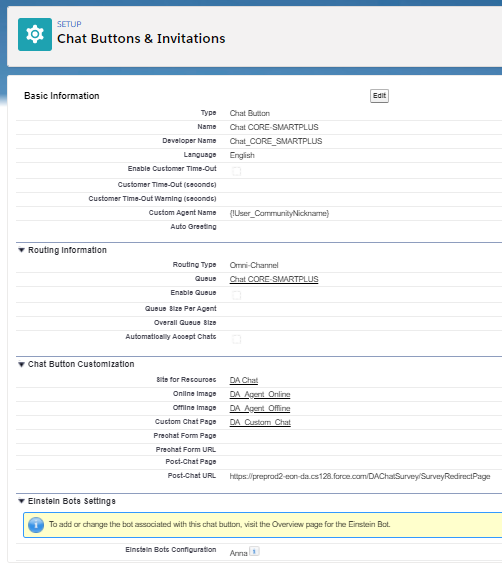 SETUP
Chat Buttons & Invitations
Basic Information Edit
Type Chat Button
Name Chat CORE-SMARTPLUS
Developer Name Chat_CORE_SMARTPLUS
Language English
Enable Customer Time-Out
Customer Time-Out (seconds)
Customer Time-Out Warning (seconds)
Custom Agent Name {!User_CommunityNickname}
Auto Greeting
Routing Information
Routing Type Omni-Channel
Queue Chat CORE-SMARTPLUS
Enable Queue
Queue Size Per Agent
Overall Queue Size
Automatically Accept Chats
Chat Button Customization
Site for Resources DA Chat
Online Image DA_Agent_Online
Offline Image DA_Agent_Offline
Custom Chat Page DA_Custom_Chat
Prechat Form Page
Prechat Form URL
Post-Chat Page
Post-Chat URL https://preprod2-eon-da.cs128.force.com/DAChatSurvey/SurveyRedirectPage
Einstein Bots Settings
To add or change the bot associated with this chat button, visit the Overview page for the Einstein Bot.
Einstein Bots Configuration Anna